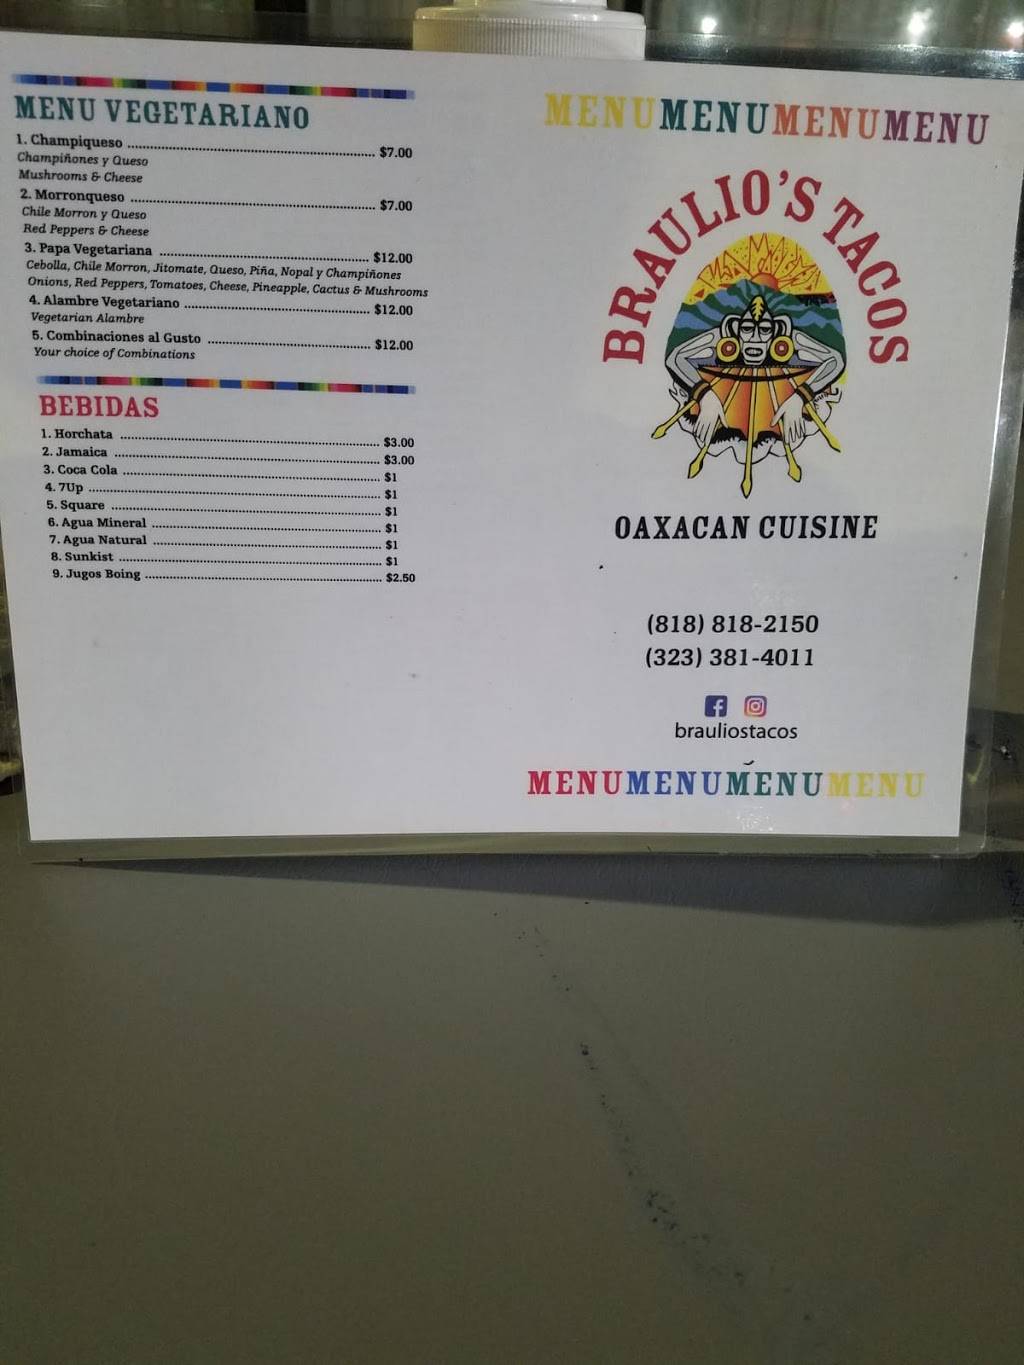 MENU VEGETARIANO
1. Champiqueso ........ $7.00
Champiñones y Queso
Mushrooms & Cheese
2. Morronqueso ........ $7.00
Chile Morron y Queso
Red Peppers & Cheese
3. Papa Vegetariana ........ $12.00
Cebolla, Chile Morron, Jitomate, Queso, Piña, Nopal y Champiñones
Onions, Red Peppers, Tomatoes, Cheese, Pineapple, Cactus & Mushrooms
4. Alambre Vegetariano ........ $12.00
Vegetarian Alambre
5. Combinaciones al Gusto ........ $12.00
Your choice of Combinations
BEBIDAS
1. Horchata ........ $3.00
2. Jamaica ........ $3.00
3. Coca Cola ........ $1
4. 7Up ........ $1
5. Square ........ $1
6. Agua Mineral ........ $1
7. Agua Natural ........ $1
8. Sunkist ........ $1
9. Jugos Boing ........ $2.50
MENUMENUMENUMENU
BRAULIO'S TACOS
OAXACAN CUISINE
(818) 818-2150
(323) 381-4011
brauliostacos
MENUMENUMENUMENU